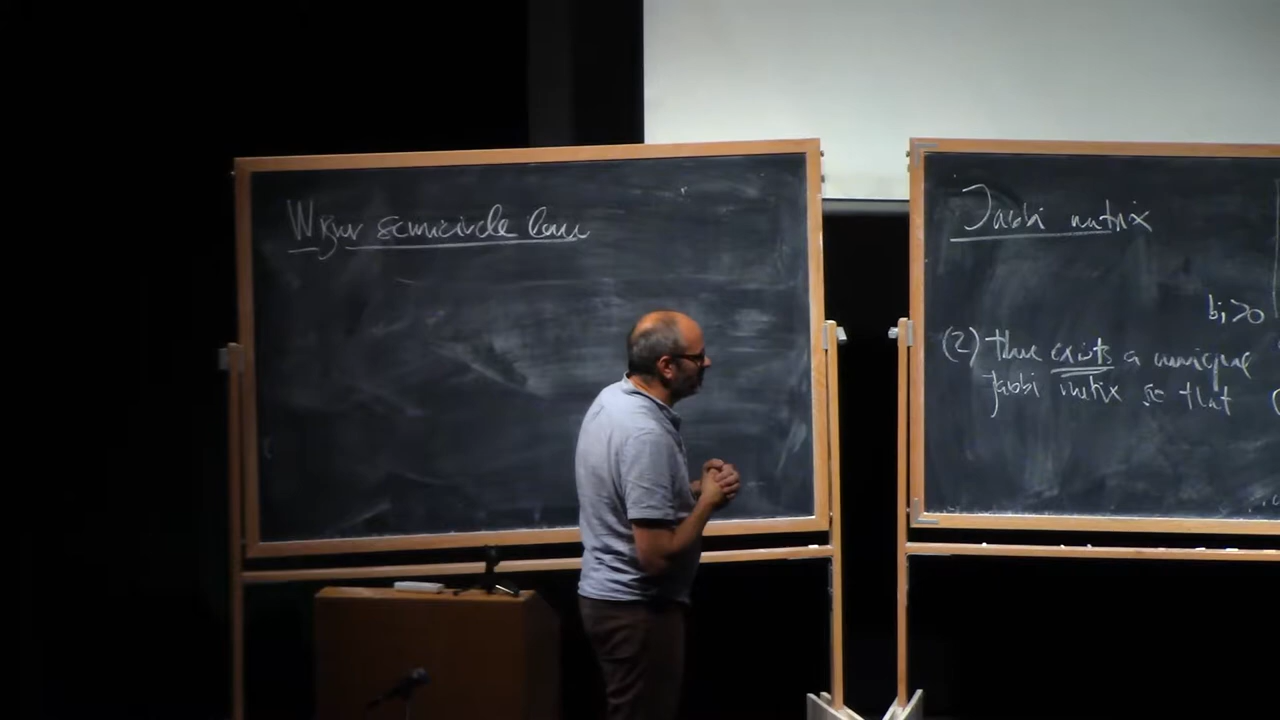 Wigner semicircle law
Jacobi matrix
bi>0
(2) there exists a unique
Jacobi matrix so that